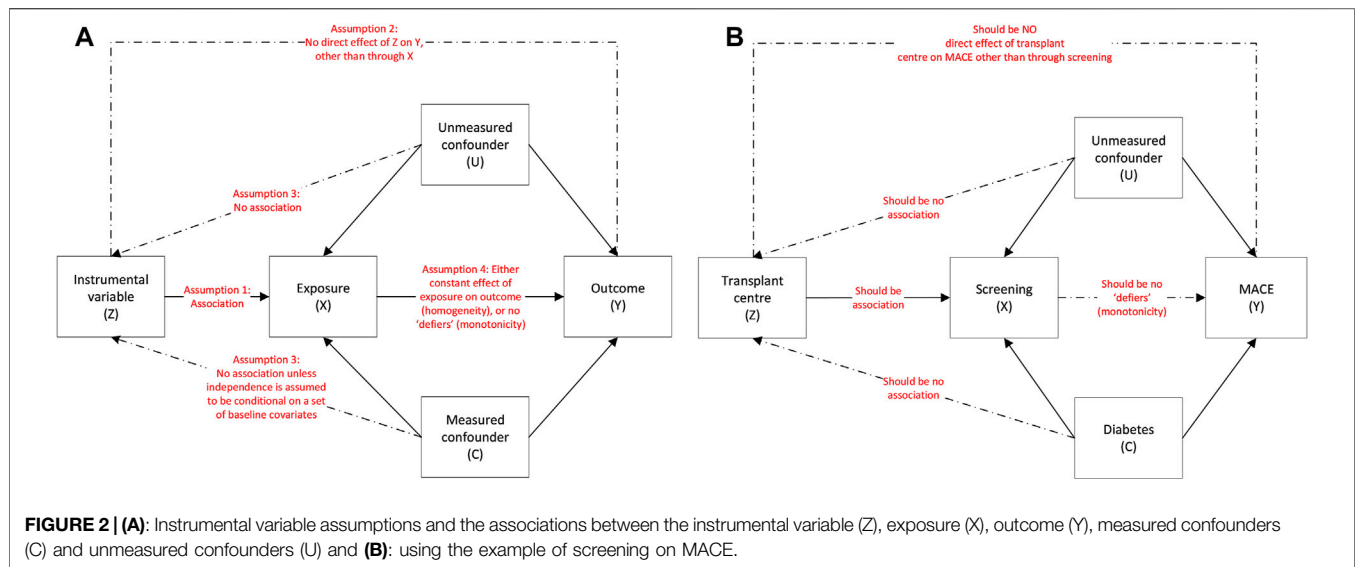 A
Assumption 2:
No direct effect of Z on Y,
other than through X
Unmeasured
confounder
(U)
Assumption 3:
No association
Instrumental
variable
(Z)
Assumption 1:
Association
Exposure
(X)
Assumption 4: Either
constant effect of
exposure on outcome
(homogeneity), or no
‘defiers’ (monotonicity)
Outcome
(Y)
Assumption 3:
No association unless
independence is assumed
to be conditional on a set
of baseline covariates
Measured
confounder
(C)
B
Should be NO
direct effect of transplant
centre on MACE other than through screening
Unmeasured
confounder
(U)
Should be no
association
Transplant
centre
(Z)
Should be
association
Screening
(X)
Should be no
‘defiers’
(monotonicity)
MACE
(Y)
Should be no
association
Diabetes
(C)
FIGURE 2 | (A): Instrumental variable assumptions and the associations between the instrumental variable (Z), exposure (X), outcome (Y), measured confounders
(C) and unmeasured confounders (U) and (B): using the example of screening on MACE.